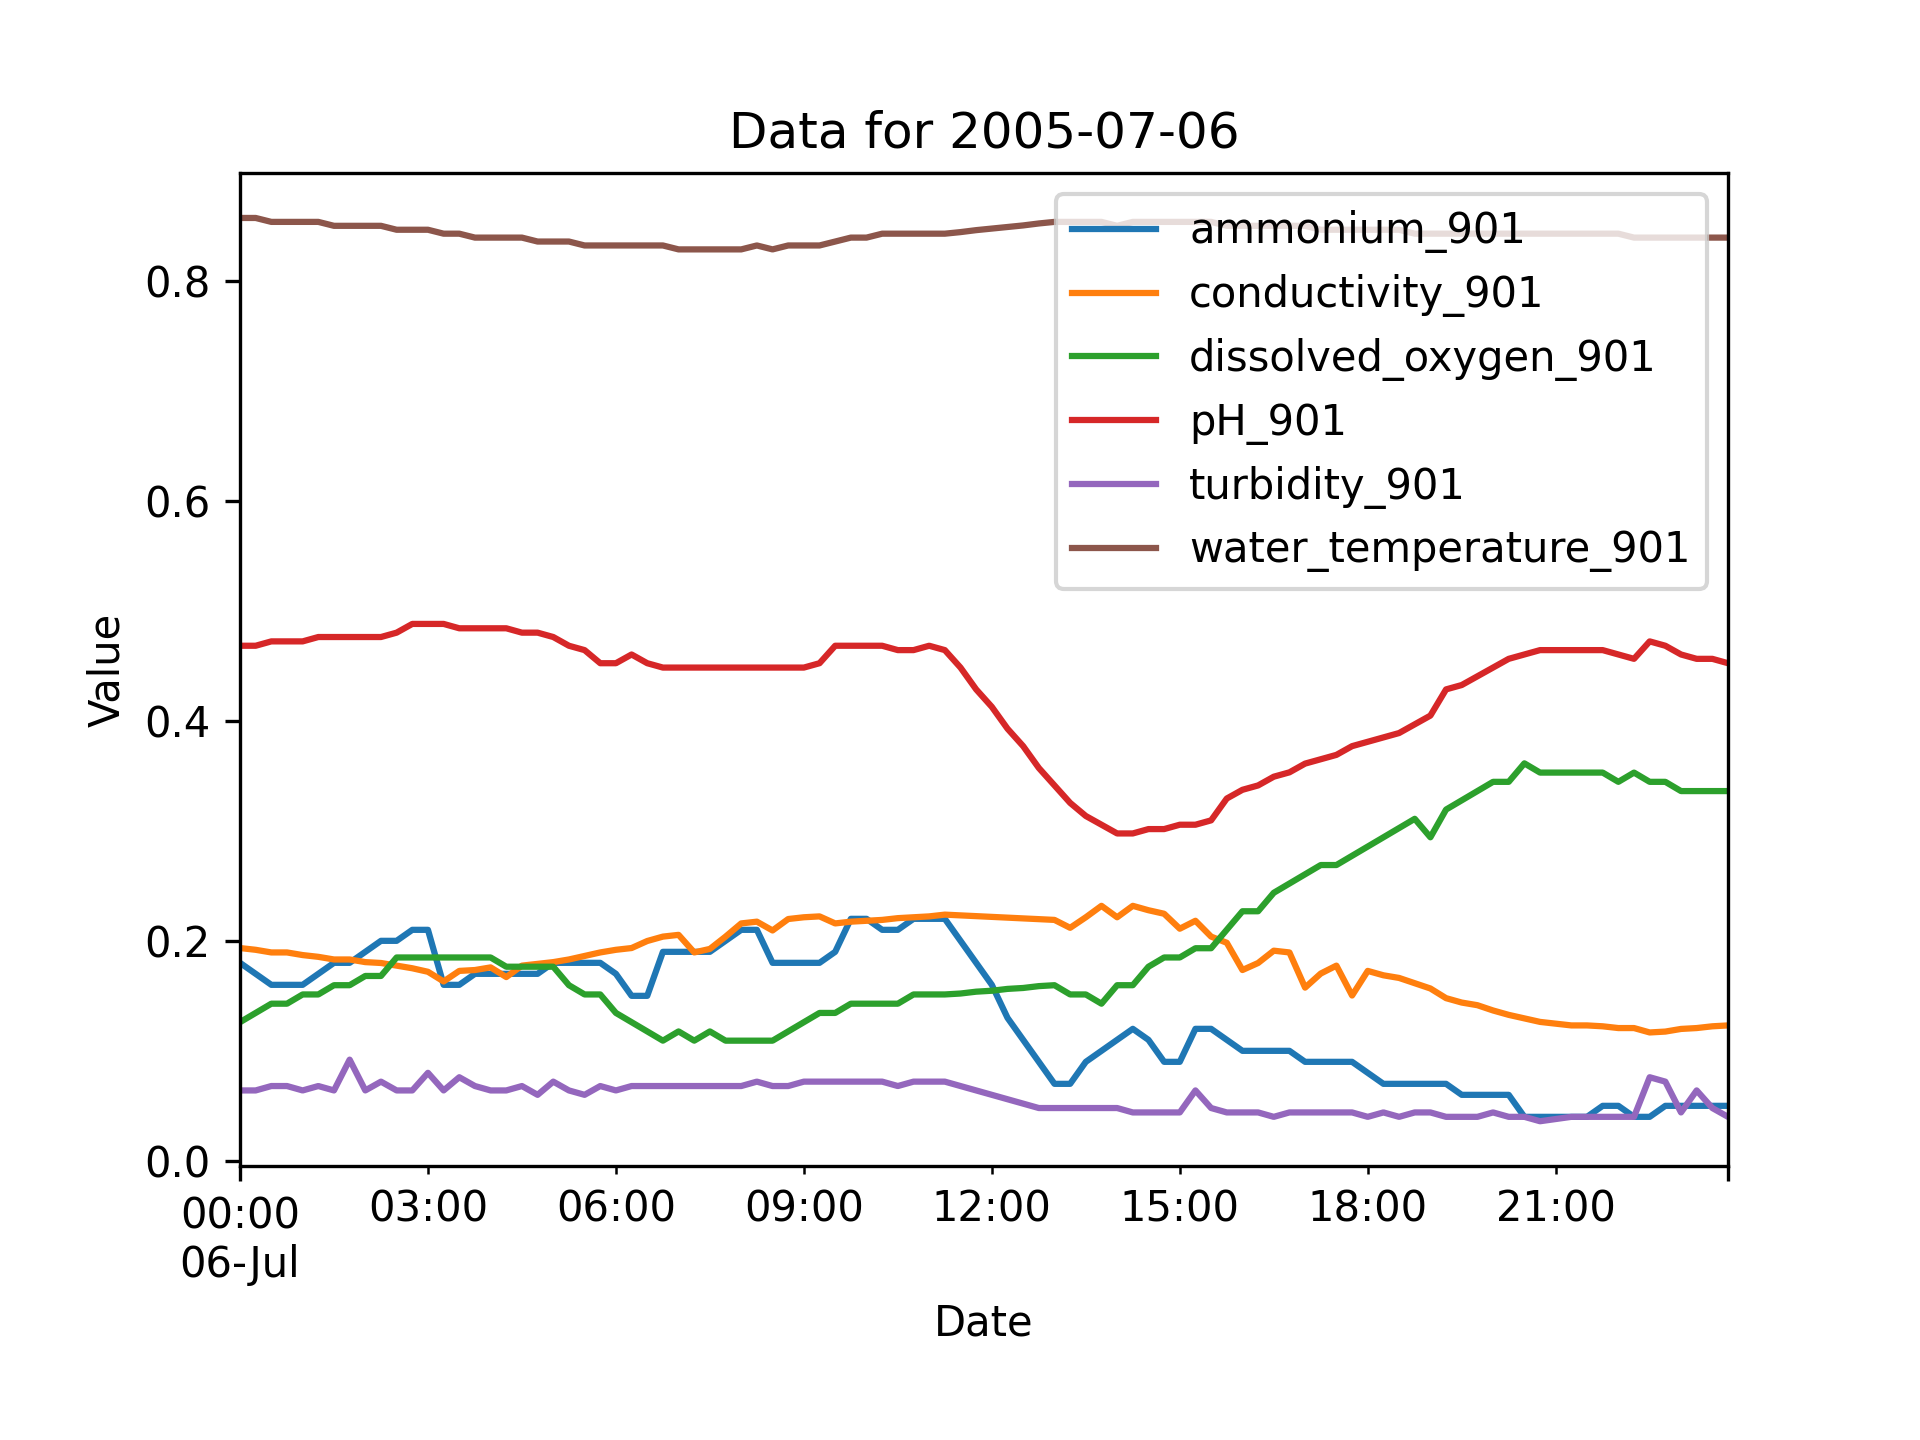 Data for 2005-07-06
ammonium_901
conductivity_901
dissolved_oxygen_901
pH_901
turbidity_901
water_temperature_901
Value
0.8
0.6
0.4
0.2
0.0
00:00 03:00 06:00 09:00 12:00 15:00 18:00 21:00
06-Jul
Date